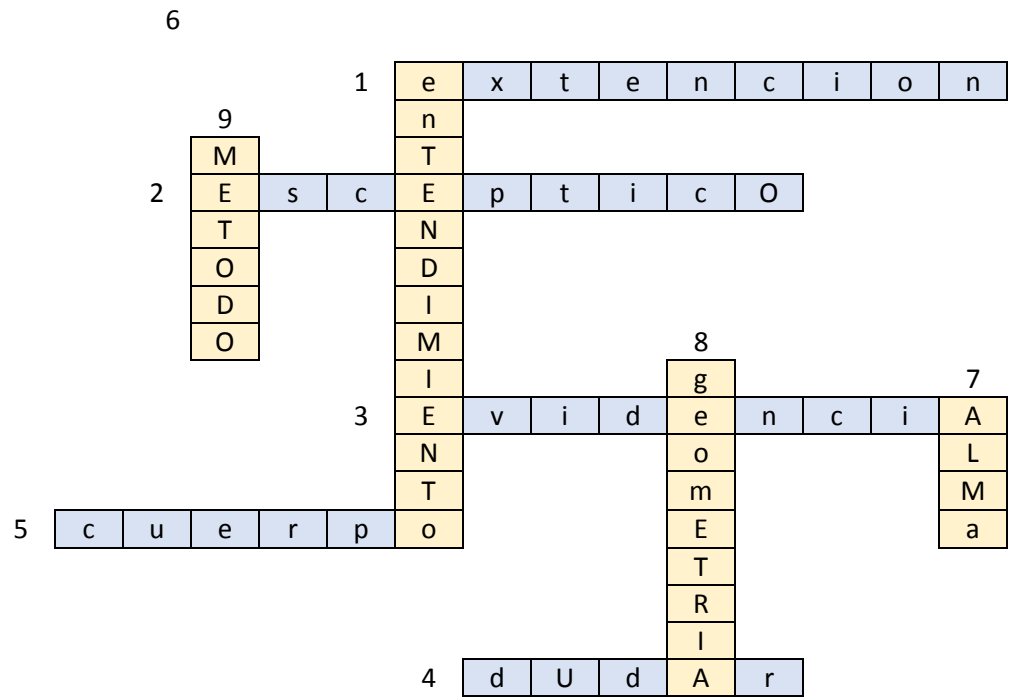 6
1 e x t e n c i o n
9 n
M T
2 E s c E p t i c O
T N
O D
D I
O M 8
I g 7
3 E v i d e n c i A
N o L
T m M
5 c u e r p o E a
T
R
I
4 d U d A r